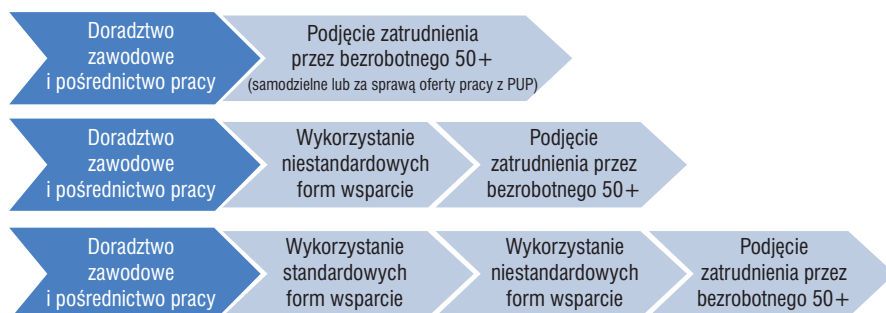 Doradztwo
zawodowe
i pośrednictwo pracy
Podjęcie zatrudnienia
przez bezrobotnego 50+
(samodzielne lub za sprawą oferty pracy z PUP)
Doradztwo
zawodowe
i pośrednictwo pracy
Wykorzystanie
niestandardowych
form wsparcie
Podjęcie
zatrudnienia przez
bezrobotnego 50+
Doradztwo
zawodowe
i pośrednictwo pracy
Wykorzystanie
standardowych
form wsparcie
Wykorzystanie
niestandardowych
form wsparcie
Podjęcie
zatrudnienia przez
bezrobotnego 50+